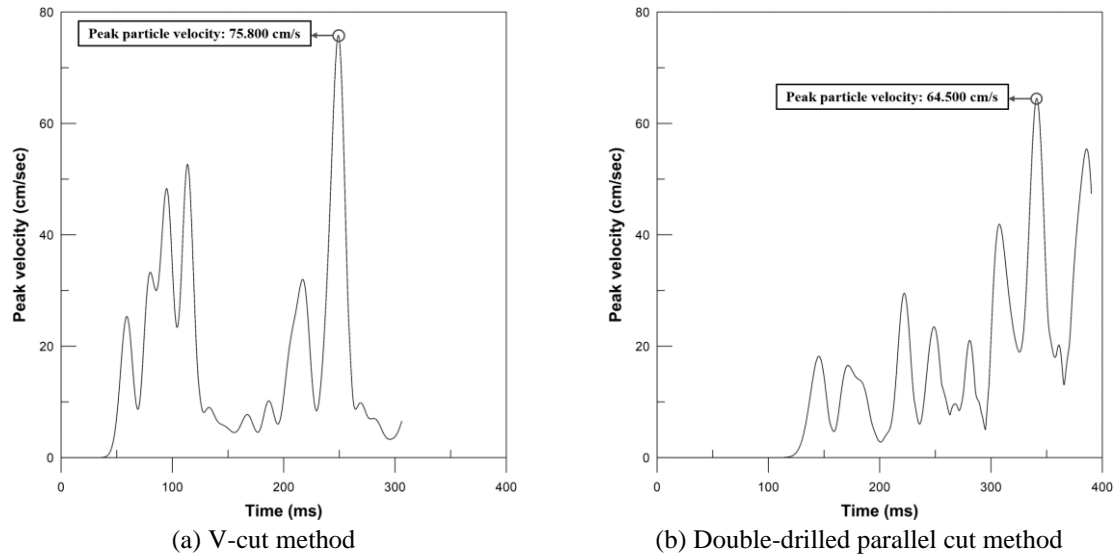 80
60
40
20
0
Peak velocity (cm/sec)
Peak particle velocity: 75.800 cm/s
0 100 200 300 400
Time (ms)
(a) V-cut method
80
60
40
20
0
Peak velocity (cm/sec)
Peak particle velocity: 64.500 cm/s
0 100 200 300 400
Time (ms)
(b) Double-drilled parallel cut method